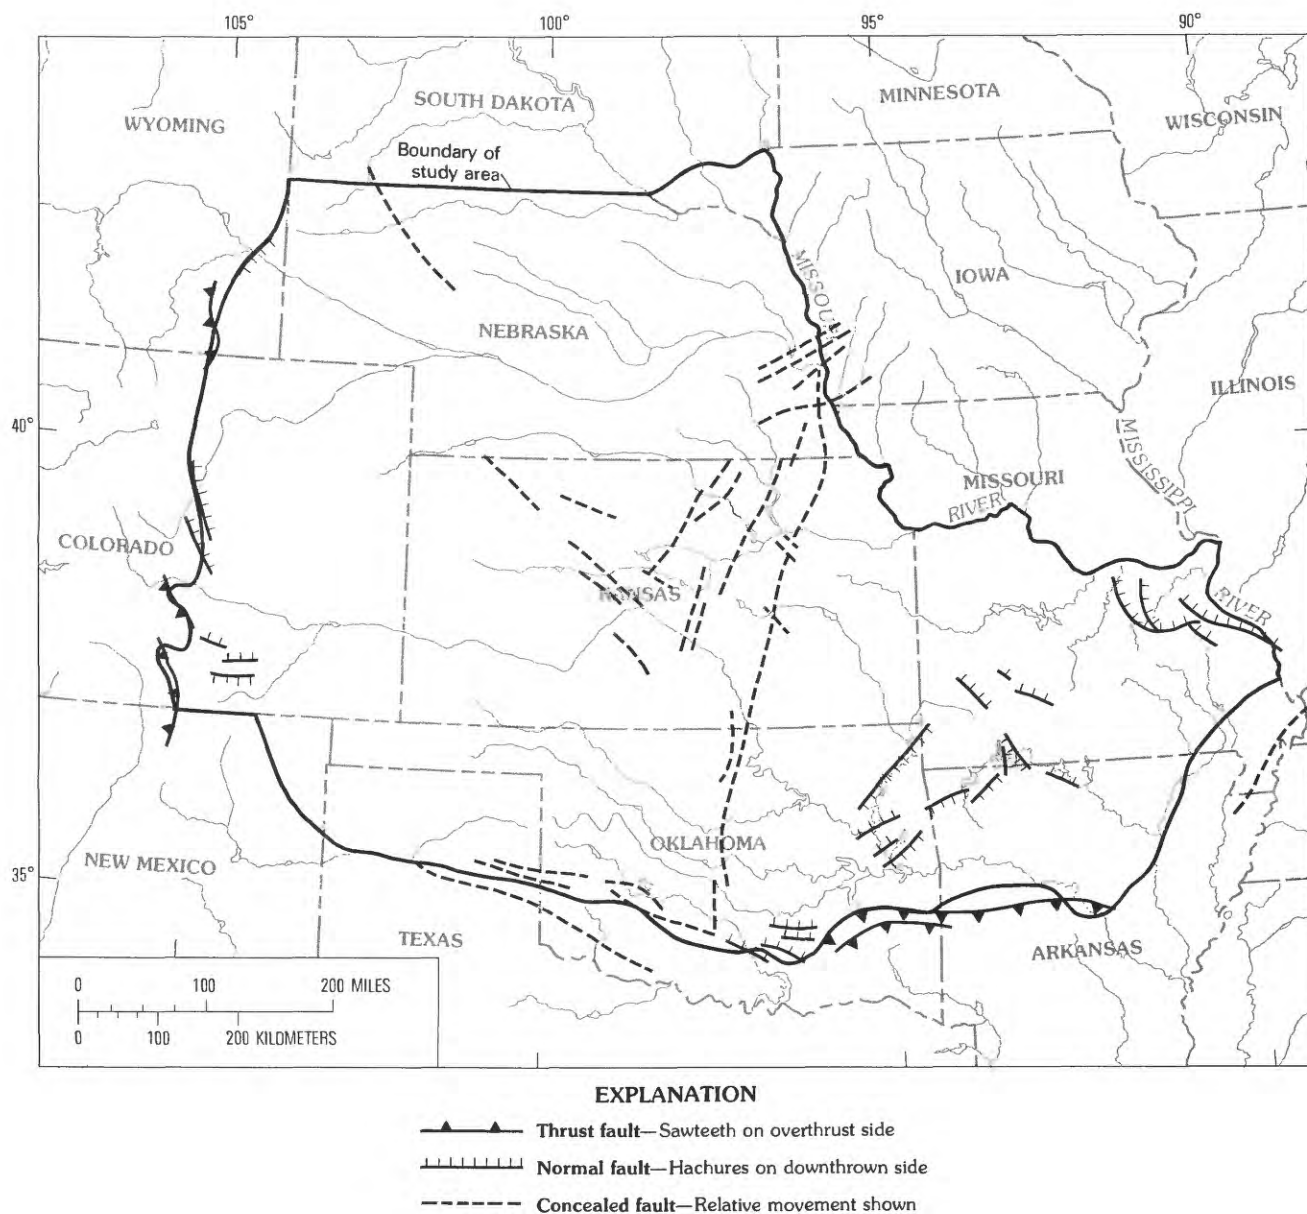 105° 100° 95° 90°
SOUTH DAKOTA
MINNESOTA
WYOMING
WISCONSIN
Boundary of
study area
MISSOURI
IOWA
NEBRASKA
ILLINOIS
40°
MISSISSIPPI
MISSOURI
RIVER
COLORADO
KANSAS
RIVER
OKLAHOMA
NEW MEXICO
35°
TEXAS
ARKANSAS
0 100 200 MILES
0 100 200 KILOMETERS
EXPLANATION
Thrust fault—Sawteeth on overthrust side
Normal fault—Hachures on downthrown side
Concealed fault—Relative movement shown